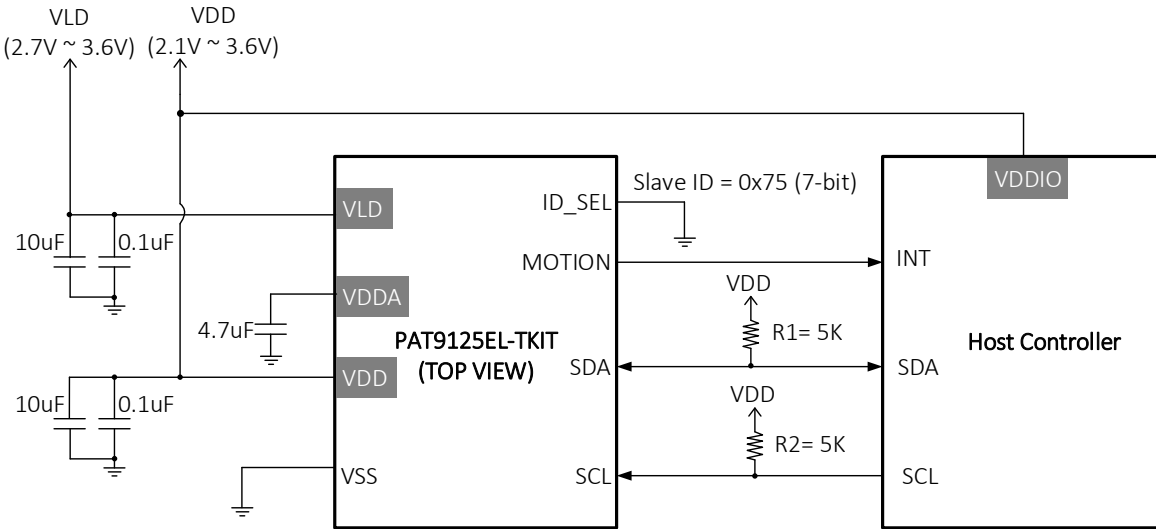 VLD
(2.7V ~ 3.6V)
VDD
(2.1V ~ 3.6V)
VDDIO
Slave ID = 0x75 (7-bit)
VLD
ID_SEL
10uF
0.1uF
MOTION
INT
VDD
VDDA
4.7uF
R1= 5K
PAT9125EL-TKIT
(TOP VIEW)
Host Controller
SDA
SDA
VDD
VDD
10uF
0.1uF
R2= 5K
VSS
SCL
SCL